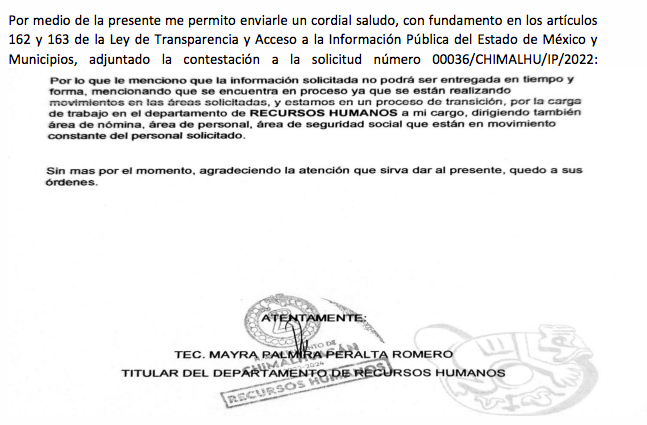 Por medio de la presente me permito enviarle un cordial saludo, con fundamento en los artículos
162 y 163 de la Ley de Transparencia y Acceso a la Información Pública del Estado de México y
Municipios, adjuntado la contestación a la solicitud número 00036/CHIMALHU/IP/2022:
Por lo que le menciono que la información solicitada no podrá ser entregada en tiempo y
forma, mencionando que se encuentra en proceso ya que se están realizando
movimientos en las áreas solicitadas, y estamos en un proceso de transición, por la carga
de trabajo en el departamento de RECURSOS HUMANOS a mi cargo, dirigiendo también
área de nómina, área de personal, área de seguridad social que están en movimiento
constante del personal solicitado.
Sin mas por el momento, agradeciendo la atención que sirva dar al presente, quedo a sus
órdenes.
ATENTAMENTE:
TEC. MAYRA PALMIRA PERALTA ROMERO
TITULAR DEL DEPARTAMENTO DE RECURSOS HUMANOS
CHIMALHUACÁN
RECURSOS HUMANOS